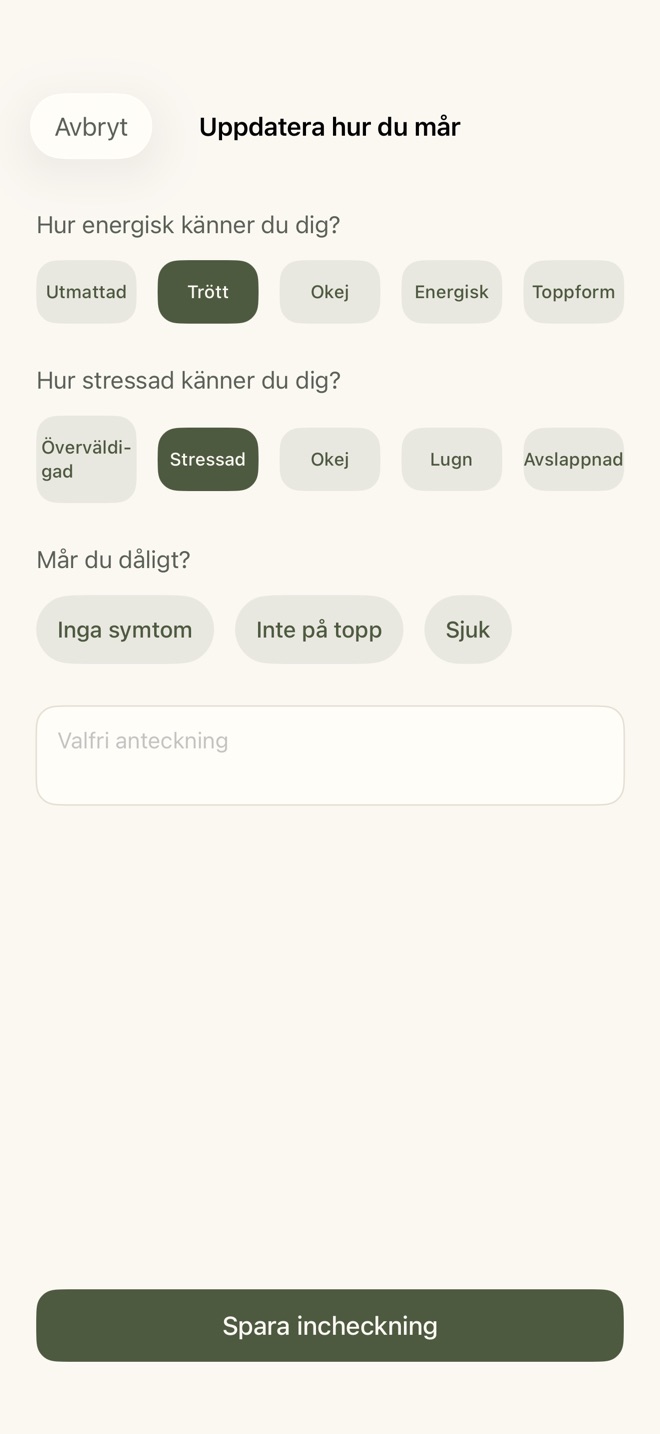 Avbryt
Uppdatera hur du mår
Hur energisk känner du dig?
Utmattad
Trött
Okej
Energisk
Toppform
Hur stressad känner du dig?
Överväldi-
gad
Stressad
Okej
Lugn
Avslappnad
Mår du dåligt?
Inga symtom
Inte på topp
Sjuk
Valfri anteckning
Spara incheckning